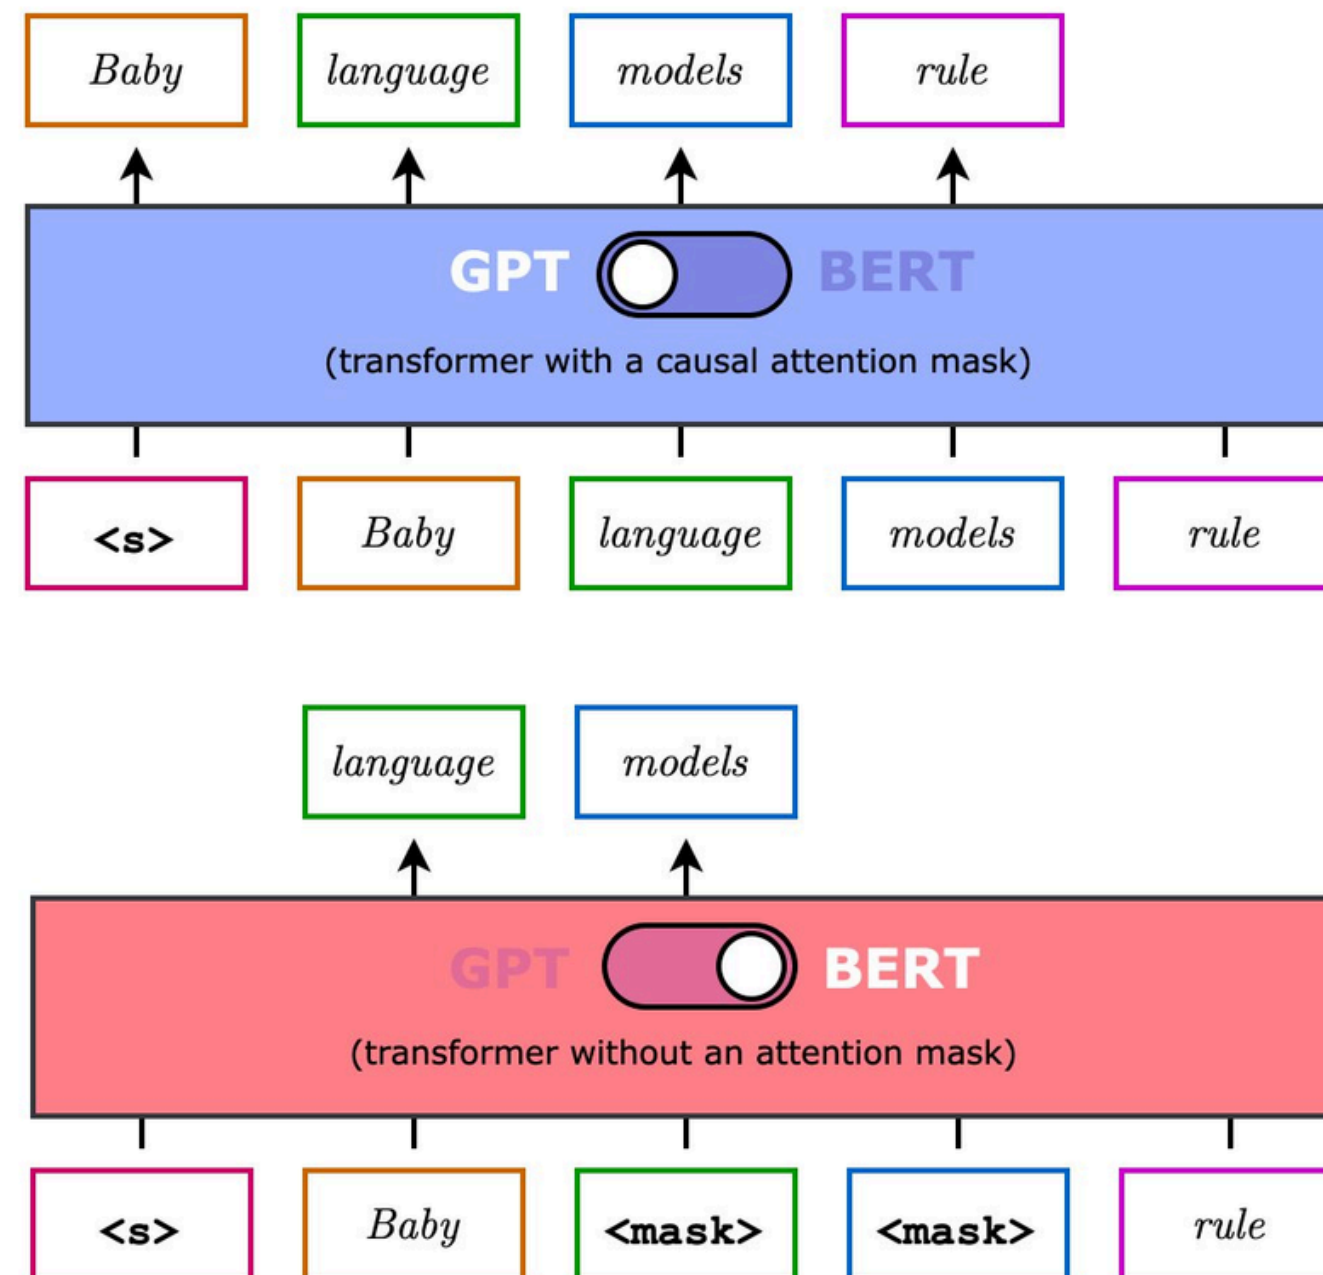 Baby language models rule
GPT BERT
(transformer with a causal attention mask)
<s> Baby language models rule
language models
GPT BERT
(transformer without an attention mask)
<s> Baby <mask> <mask> rule